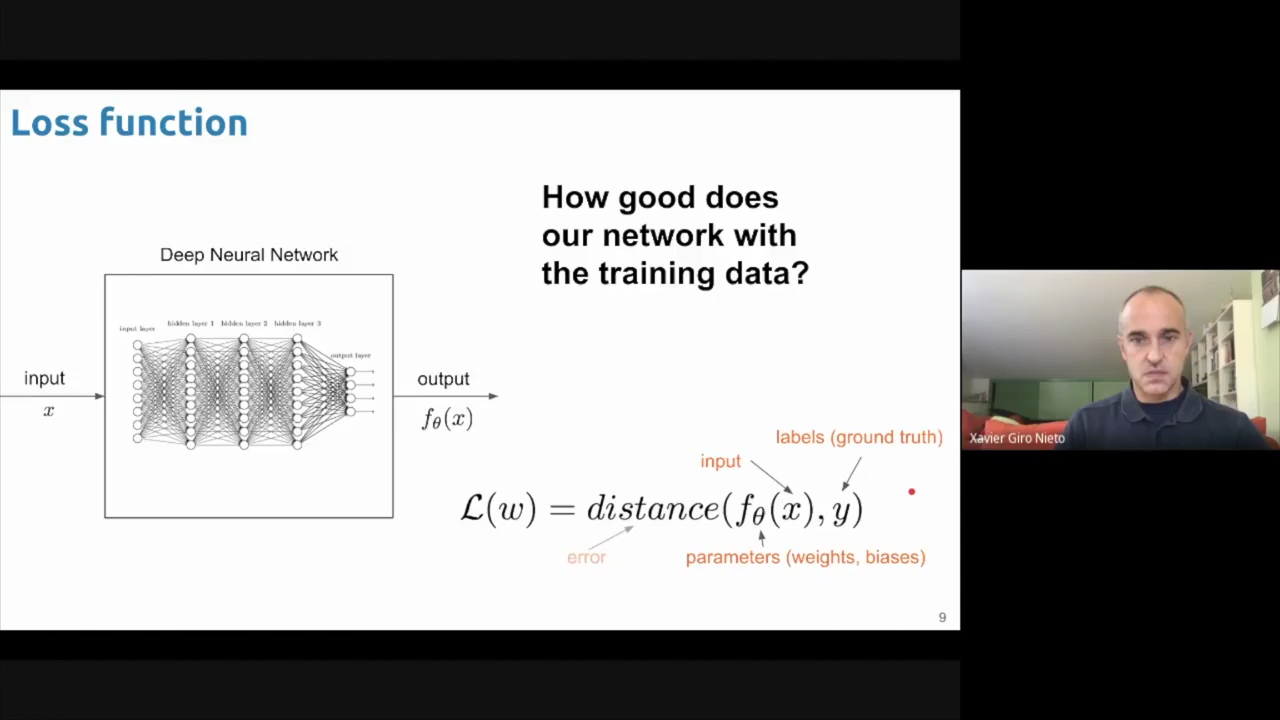 Loss function
How good does
our network with
the training data?
Deep Neural Network
input layer
hidden layer 1
hidden layer 2
hidden layer 3
output layer
input
x
output
f_θ(x)
labels (ground truth)
input
ℒ(w) = distance(f_θ(x), y)
error
parameters (weights, biases)
9
Xavier Giro Nieto